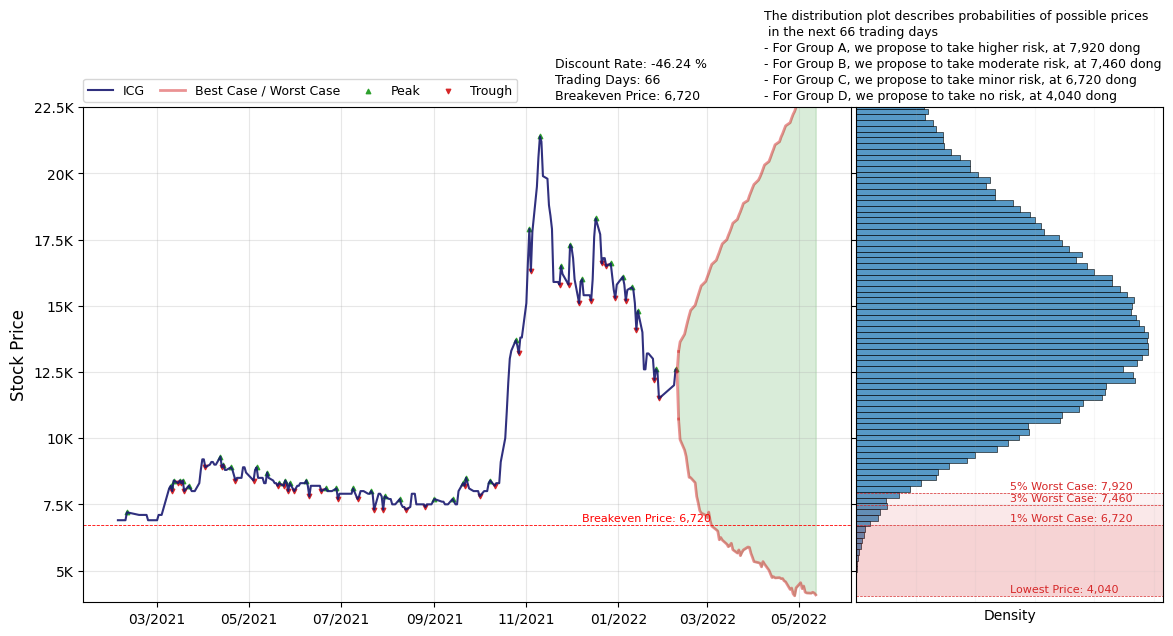 The distribution plot describes probabilities of possible prices
in the next 66 trading days
- For Group A, we propose to take higher risk, at 7,920 dong
- For Group B, we propose to take moderate risk, at 7,460 dong
- For Group C, we propose to take minor risk, at 6,720 dong
- For Group D, we propose to take no risk, at 4,040 dong
Discount Rate: -46.24 %
Trading Days: 66
Breakeven Price: 6,720
ICG
Best Case / Worst Case
Peak
Trough
Stock Price
22.5K
20K
17.5K
15K
12.5K
10K
7.5K
5K
Breakeven Price: 6,720
5% Worst Case: 7,920
3% Worst Case: 7,460
1% Worst Case: 6,720
Lowest Price: 4,040
03/2021
05/2021
07/2021
09/2021
11/2021
01/2022
03/2022
05/2022
Density